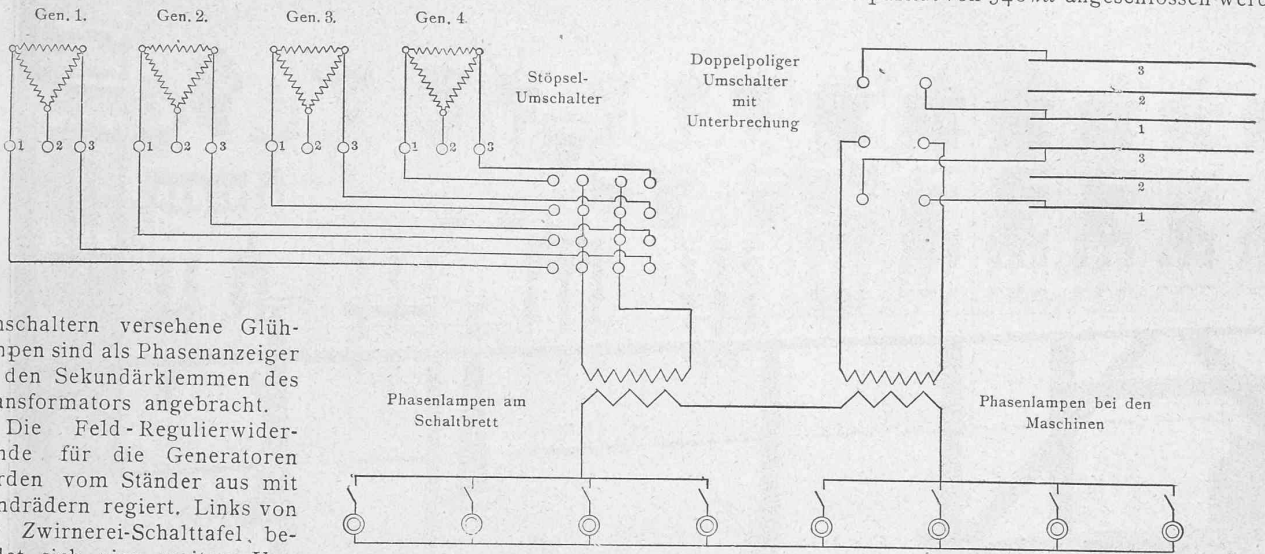 Gen. 1. Gen. 2. Gen. 3. Gen. 4.
Stöpsel-
Umschalter
Doppelpoliger
Umschalter
mit
Unterbrechung
3
2
1
3
2
1
1 2 3 1 2 3 1 2 3 1 2 3
nschaltern versehene Glüh-
npen sind als Phasenanzeiger
den Sekundärklemmen des
ansformators angebracht.
Die Feld-Regulierwider-
nde für die Generatoren
rden vom Ständer aus mit
ndrädern regiert. Links von
Zwirnerei-Schalttafel, be-
Phasenlampen am
Schaltbrett
Phasenlampen bei den
Maschinen